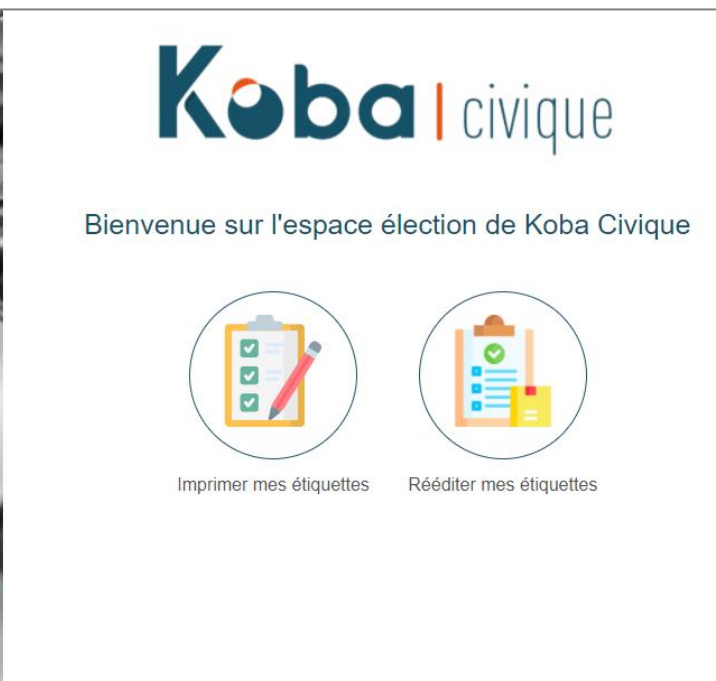 Koba | civique
Bienvenue sur l'espace élection de Koba Civique
Imprimer mes étiquettes
Rééditer mes étiquettes